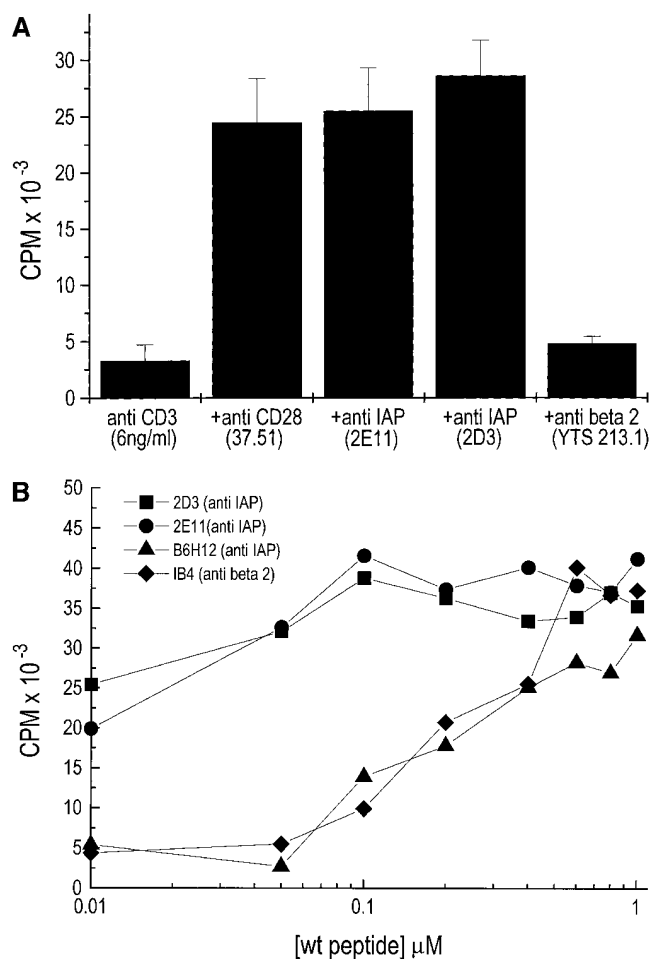 A
30
25
20
15
10
5
0
CPM x 10⁻³
anti CD3 (6ng/ml)
+anti CD28 (37.51)
+anti IAP (2E11)
+anti IAP (2D3)
+anti beta 2 (YTS 213.1)
B
50
45
40
35
30
25
20
15
10
5
0
CPM x 10⁻³
2D3 (anti IAP)
2E11(anti IAP)
B6H12 (anti IAP)
IB4 (anti beta 2)
0.01
0.1
1
[wt peptide] µM